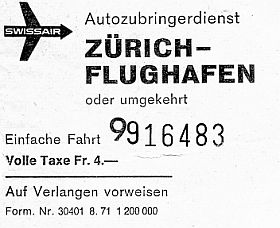 SWISSAIR
Autozubringerdienst
ZÜRICH–
FLUGHAFEN
oder umgekehrt
Einfache Fahrt 9916483
Volle Taxe Fr. 4.—
Auf Verlangen vorweisen
Form. Nr. 30401 8. 71 1 200 000